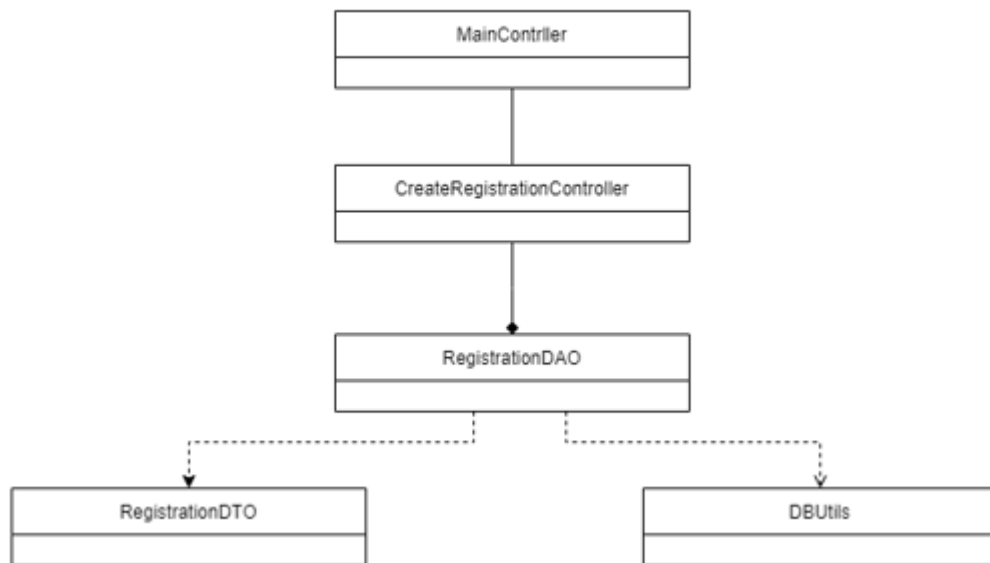 MainContrller
CreateRegistrationController
RegistrationDAO
RegistrationDTO
DBUtils